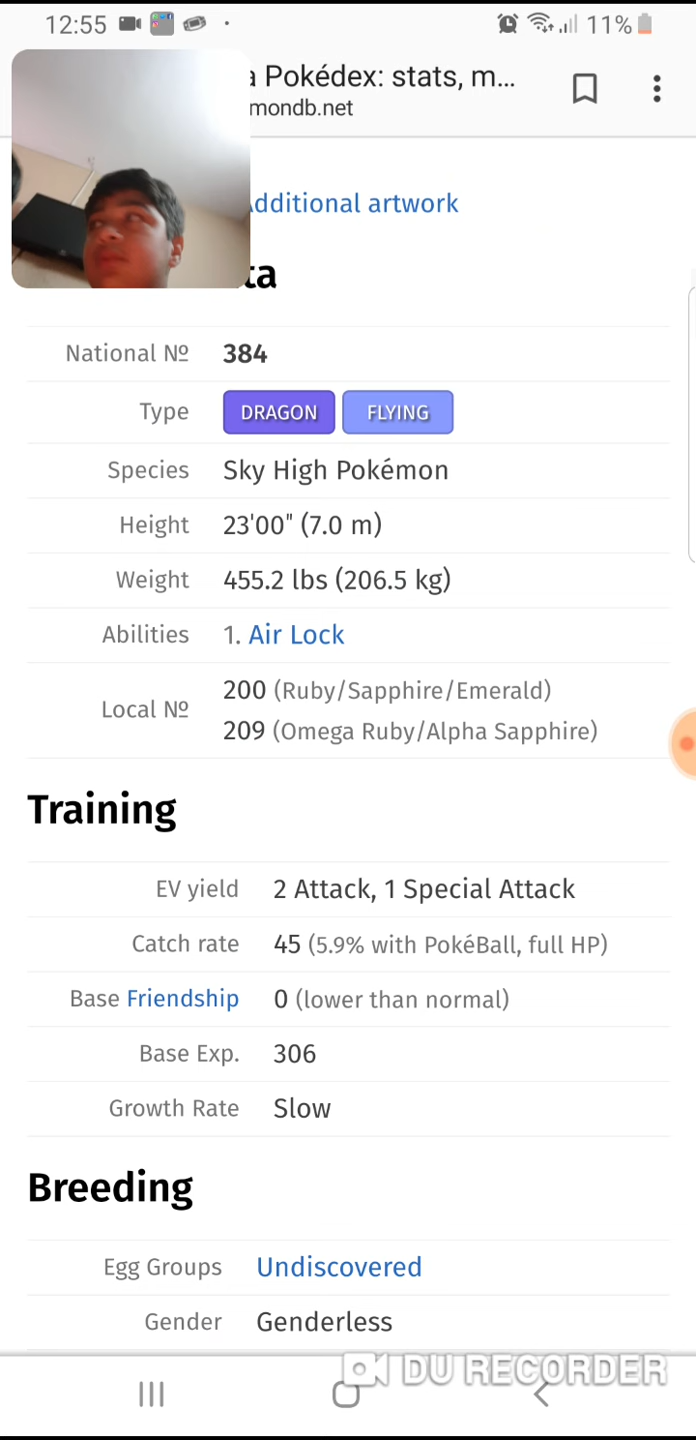 12:55 11%
a Pokédex: stats, m...
mondb.net
dditional artwork
ta
National № 384
Type DRAGON FLYING
Species Sky High Pokémon
Height 23'00" (7.0 m)
Weight 455.2 lbs (206.5 kg)
Abilities 1. Air Lock
Local № 200 (Ruby/Sapphire/Emerald)
209 (Omega Ruby/Alpha Sapphire)
Training
EV yield 2 Attack, 1 Special Attack
Catch rate 45 (5.9% with PokéBall, full HP)
Base Friendship 0 (lower than normal)
Base Exp. 306
Growth Rate Slow
Breeding
Egg Groups Undiscovered
Gender Genderless
DU RECORDER